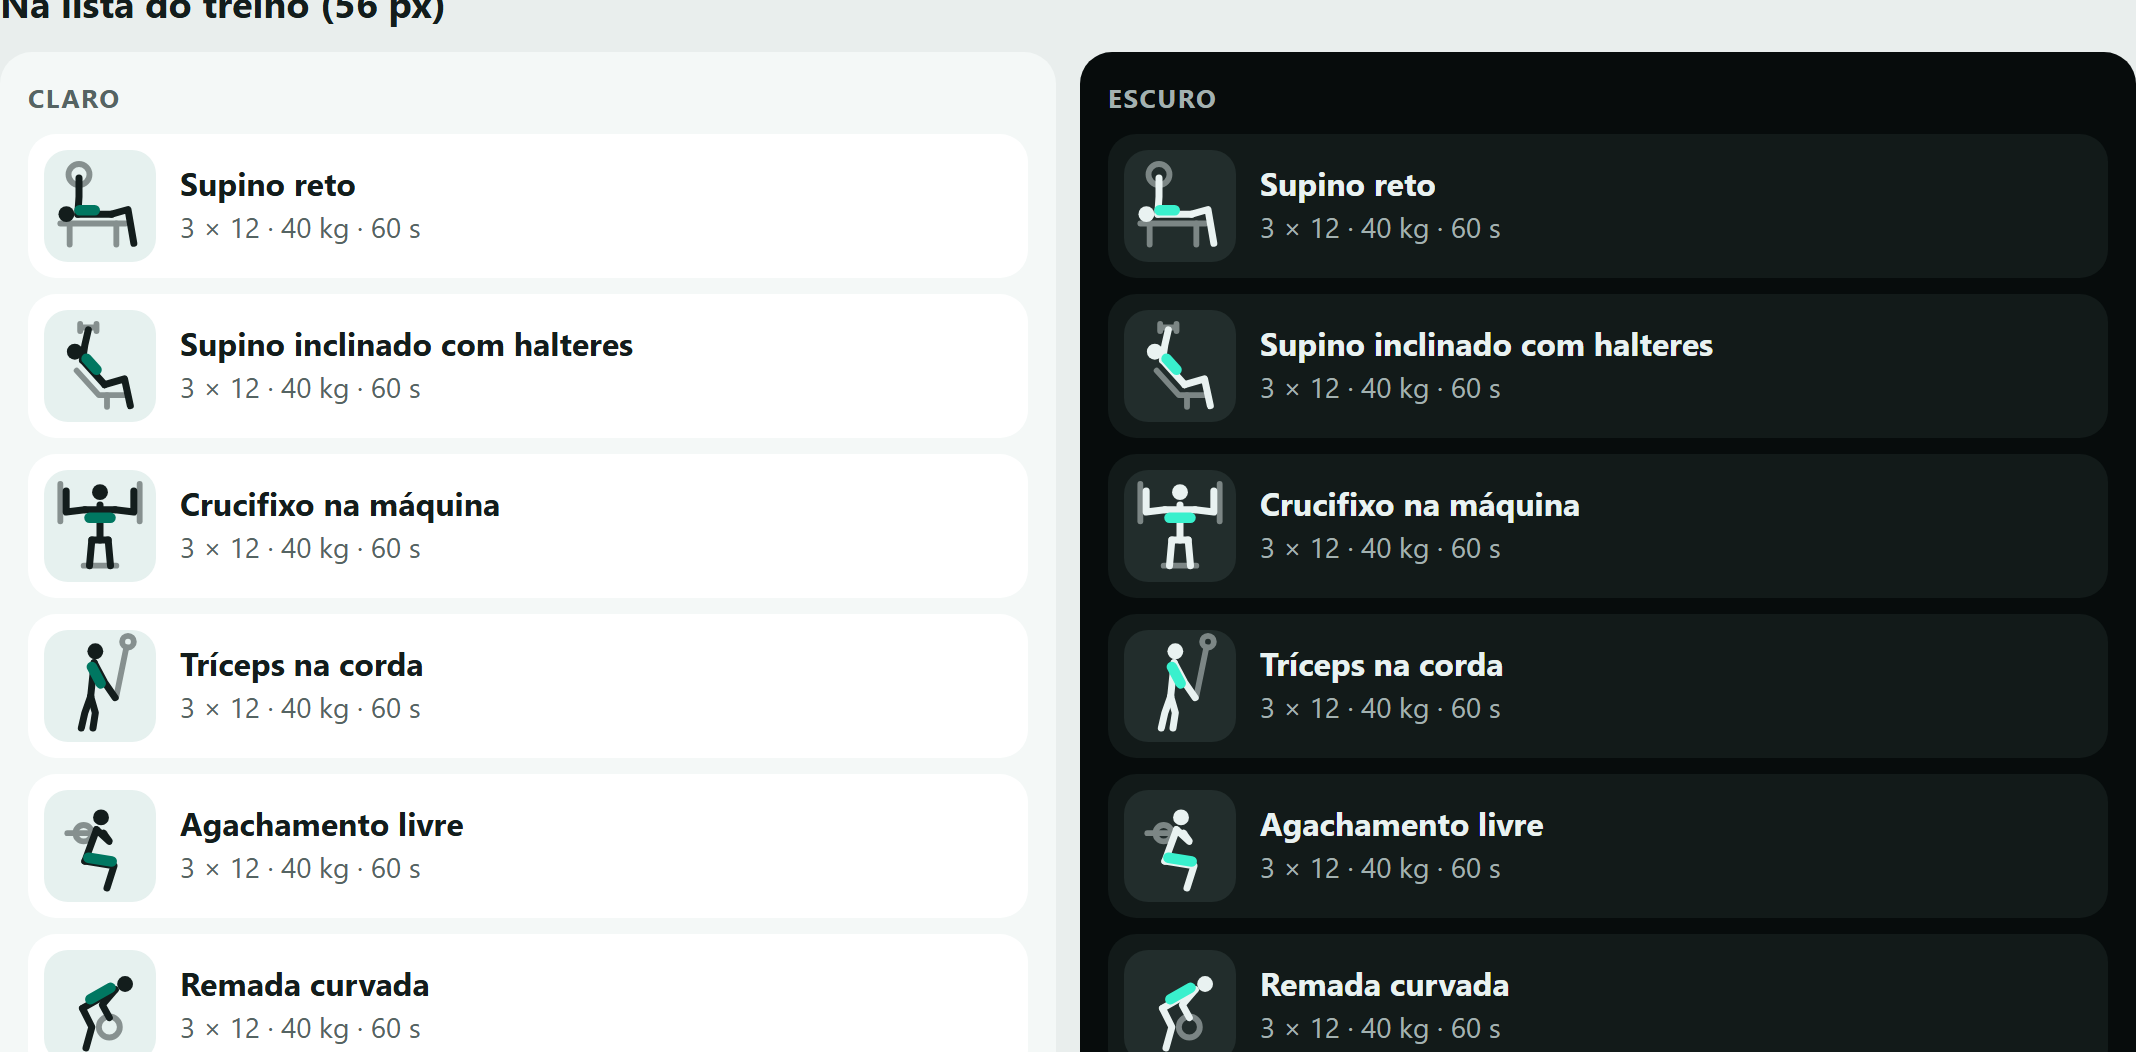 Na lista do treino (56 px)
CLARO
Supino reto
3 × 12 · 40 kg · 60 s
Supino inclinado com halteres
3 × 12 · 40 kg · 60 s
Crucifixo na máquina
3 × 12 · 40 kg · 60 s
Tríceps na corda
3 × 12 · 40 kg · 60 s
Agachamento livre
3 × 12 · 40 kg · 60 s
Remada curvada
3 × 12 · 40 kg · 60 s
ESCURO
Supino reto
3 × 12 · 40 kg · 60 s
Supino inclinado com halteres
3 × 12 · 40 kg · 60 s
Crucifixo na máquina
3 × 12 · 40 kg · 60 s
Tríceps na corda
3 × 12 · 40 kg · 60 s
Agachamento livre
3 × 12 · 40 kg · 60 s
Remada curvada
3 × 12 · 40 kg · 60 s